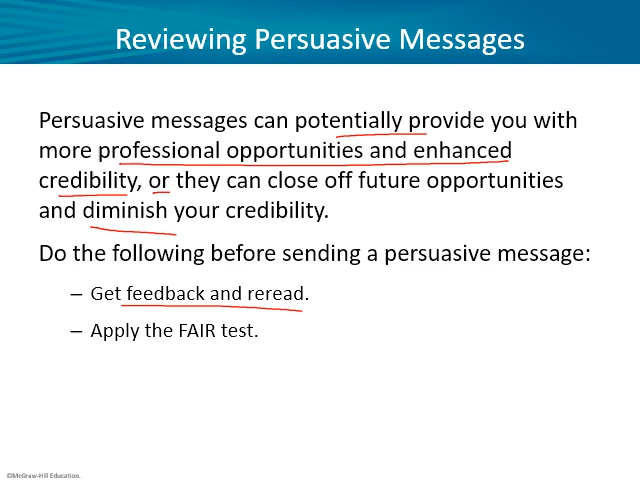 Reviewing Persuasive Messages
Persuasive messages can potentially provide you with
more professional opportunities and enhanced
credibility, or they can close off future opportunities
and diminish your credibility.
Do the following before sending a persuasive message:
– Get feedback and reread.
– Apply the FAIR test.
©McGraw-Hill Education.